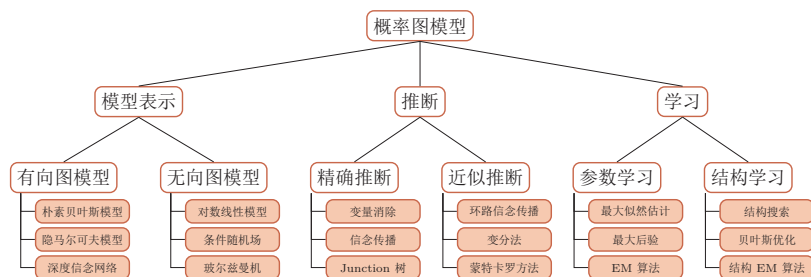 概率图模型
模型表示
推断
学习
有向图模型
无向图模型
精确推断
近似推断
参数学习
结构学习
朴素贝叶斯模型
对数线性模型
变量消除
环路信念传播
最大似然估计
结构搜索
隐马尔可夫模型
条件随机场
信念传播
变分法
最大后验
贝叶斯优化
深度信念网络
玻尔兹曼机
Junction 树
蒙特卡罗方法
EM 算法
结构 EM 算法